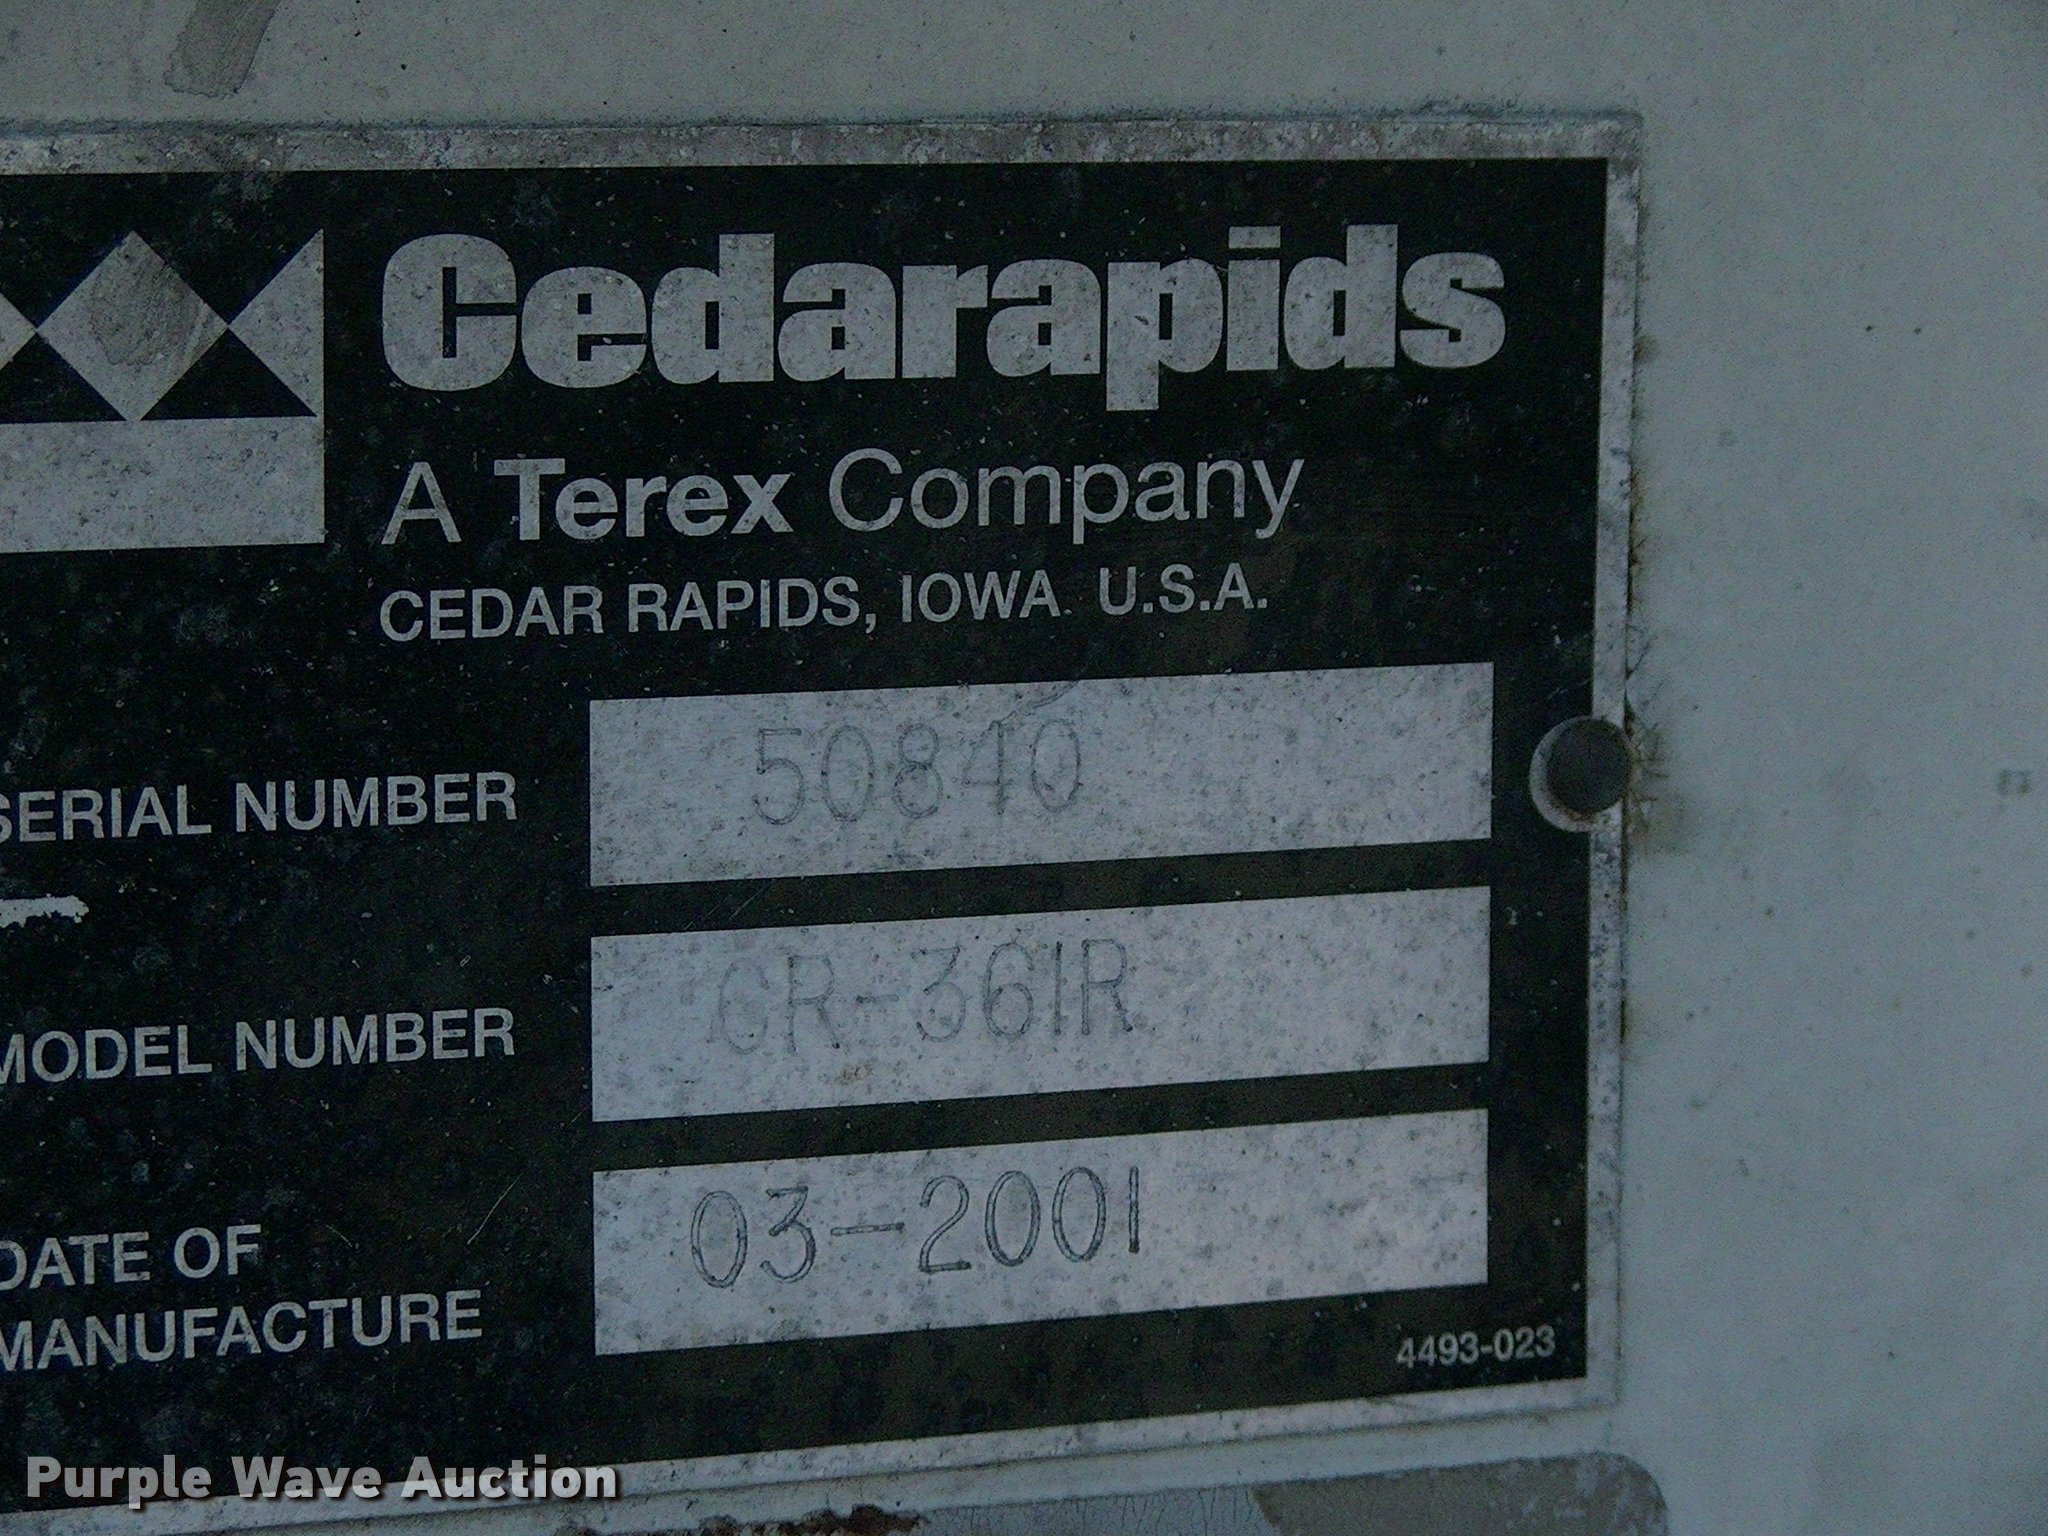 Cedarapids
A Terex Company
CEDAR RAPIDS, IOWA U.S.A.
SERIAL NUMBER 50840
MODEL NUMBER CR-361R
DATE OF
MANUFACTURE 03-2001
4493-023
Purple Wave Auction